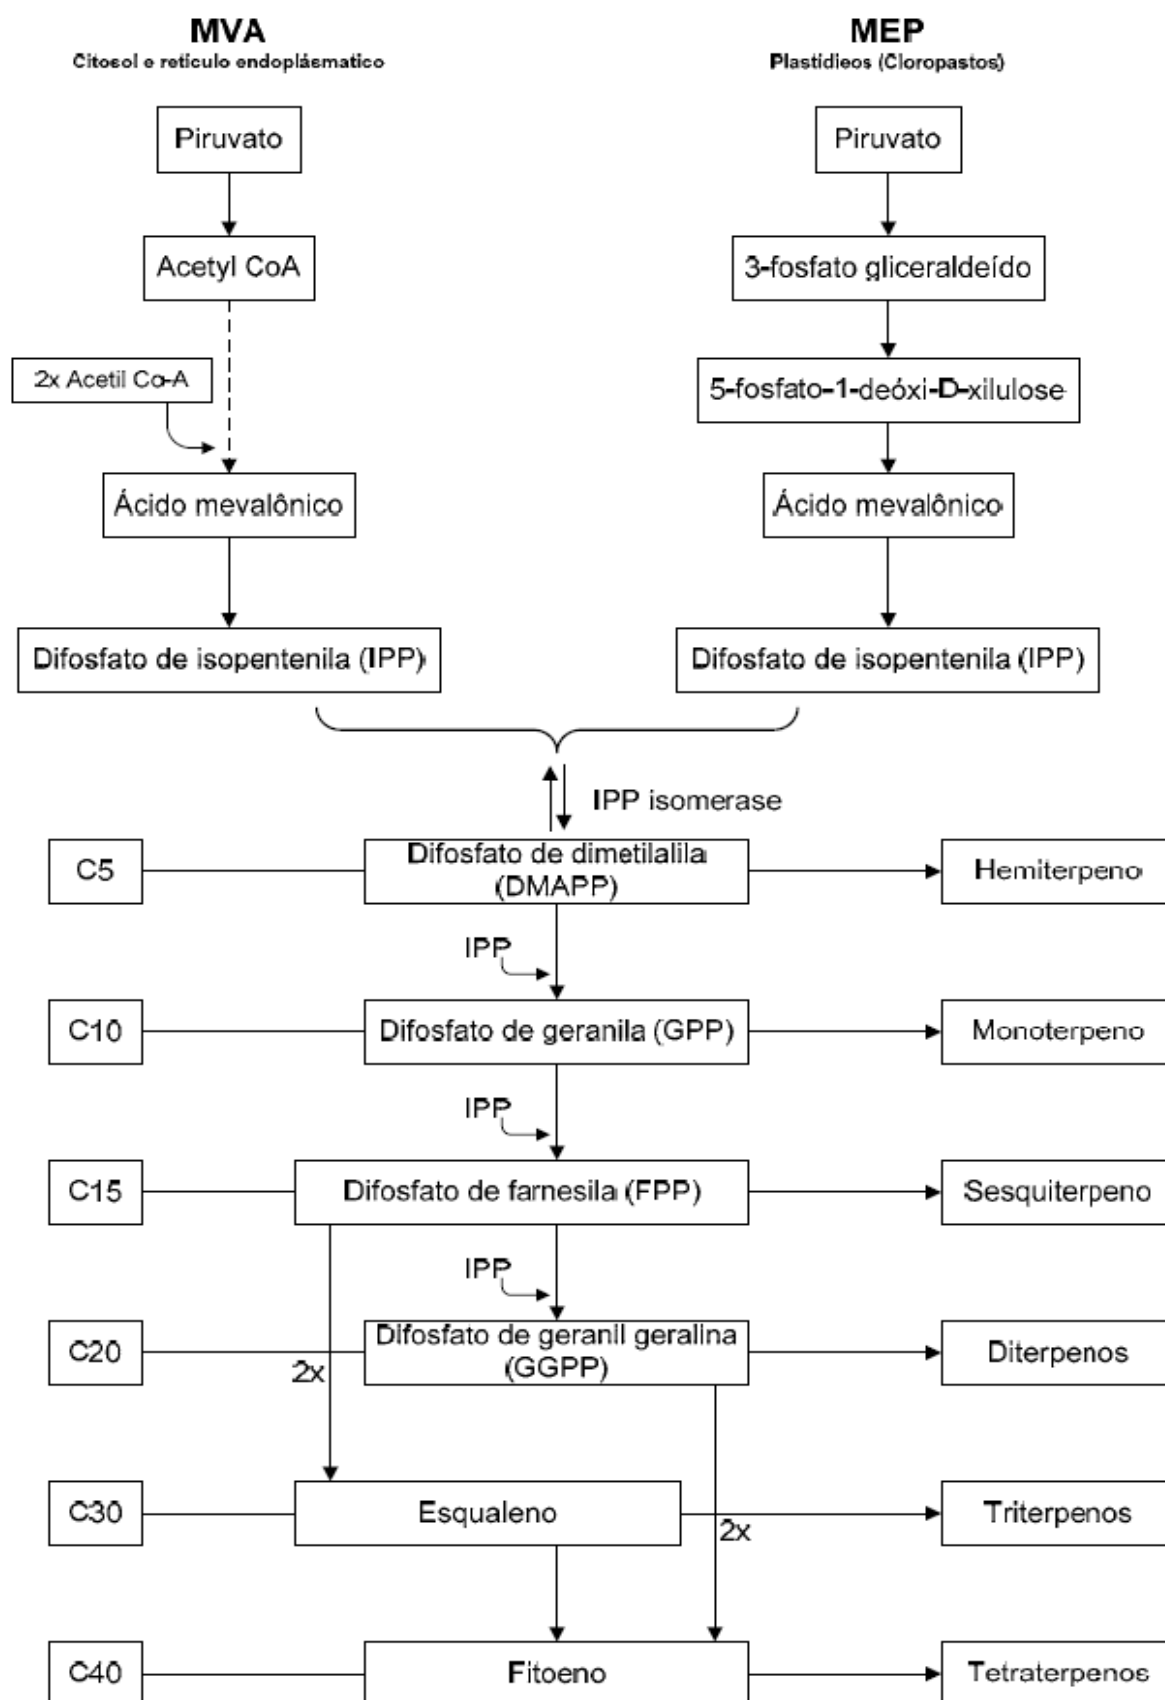 MVA
Citosol e retículo endoplásmatico
MEP
Plastídieos (Cloropastos)
Piruvato
Piruvato
Acetyl CoA
3-fosfato gliceraldeído
2x Acetil Co-A
5-fosfato-1-deóxi-D-xilulose
Ácido mevalônico
Ácido mevalônico
Difosfato de isopentenila (IPP)
Difosfato de isopentenila (IPP)
IPP isomerase
C5
Difosfato de dimetilalila
(DMAPP)
Hemiterpeno
IPP
C10
Difosfato de geranila (GPP)
Monoterpeno
IPP
C15
Difosfato de farnesila (FPP)
Sesquiterpeno
IPP
C20
Difosfato de geranil geralina
(GGPP)
Diterpenos
2x
C30
Esqualeno
Triterpenos
2x
C40
Fitoeno
Tetraterpenos